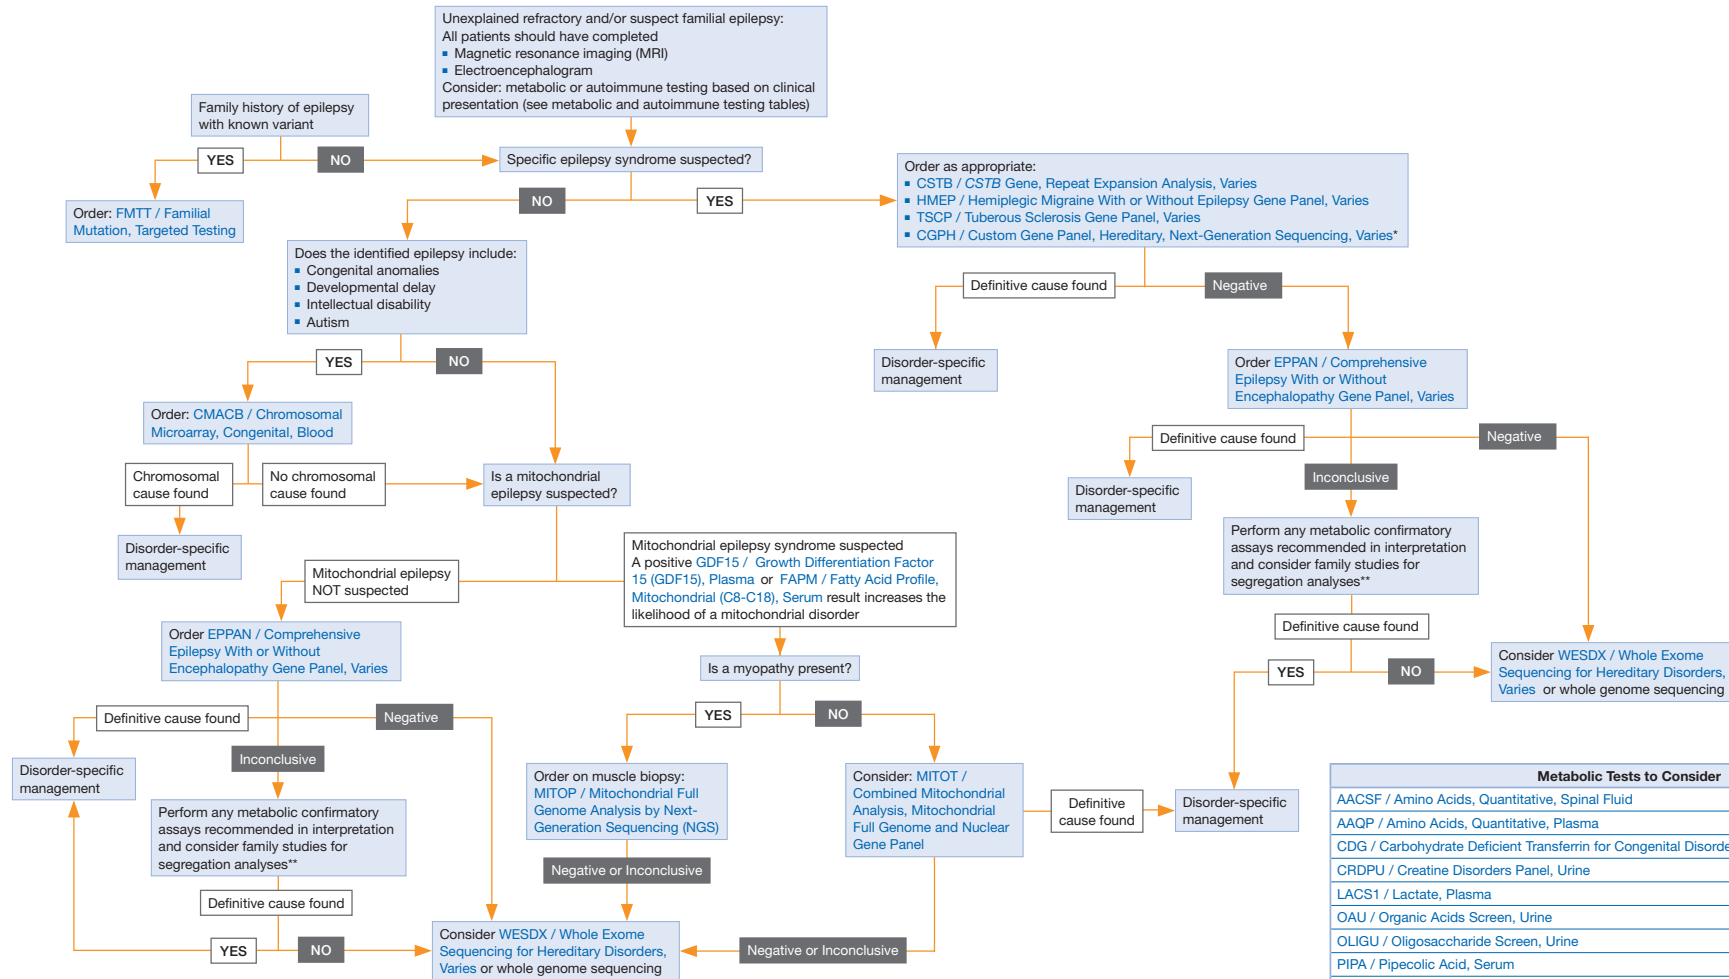 Unexplained refractory and/or suspect familial epilepsy:
All patients should have completed
▪ Magnetic resonance imaging (MRI)
▪ Electroencephalogram
Consider: metabolic or autoimmune testing based on clinical
presentation (see metabolic and autoimmune testing tables)
Family history of epilepsy
with known variant
YES
NO
Specific epilepsy syndrome suspected?
Order: FMTT / Familial
Mutation, Targeted Testing
NO
YES
Order as appropriate:
▪ CSTB / CSTB Gene, Repeat Expansion Analysis, Varies
▪ HMEP / Hemiplegic Migraine With or Without Epilepsy Gene Panel, Varies
▪ TSCP / Tuberous Sclerosis Gene Panel, Varies
▪ CGPH / Custom Gene Panel, Hereditary, Next-Generation Sequencing, Varies*
Does the identified epilepsy include:
▪ Congenital anomalies
▪ Developmental delay
▪ Intellectual disability
▪ Autism
Definitive cause found
Negative
YES
NO
Disorder-specific
management
Order EPPAN / Comprehensive
Epilepsy With or Without
Encephalopathy Gene Panel, Varies
Order: CMACB / Chromosomal
Microarray, Congenital, Blood
Definitive cause found
Negative
Inconclusive
Chromosomal
cause found
No chromosomal
cause found
Is a mitochondrial
epilepsy suspected?
Disorder-specific
management
Disorder-specific
management
Perform any metabolic confirmatory
assays recommended in interpretation
and consider family studies for
segregation analyses**
Mitochondrial epilepsy
NOT suspected
Mitochondrial epilepsy syndrome suspected
A positive GDF15 / Growth Differentiation Factor
15 (GDF15), Plasma or FAPM / Fatty Acid Profile,
Mitochondrial (C8-C18), Serum result increases the
likelihood of a mitochondrial disorder
Definitive cause found
Order EPPAN / Comprehensive
Epilepsy With or Without
Encephalopathy Gene Panel, Varies
Is a myopathy present?
YES
NO
Consider WESDX / Whole Exome
Sequencing for Hereditary Disorders,
Varies or whole genome sequencing
Definitive cause found
Negative
YES
NO
Inconclusive
Disorder-specific
management
Order on muscle biopsy:
MITOP / Mitochondrial Full
Genome Analysis by Next-
Generation Sequencing (NGS)
Consider: MITOT /
Combined Mitochondrial
Analysis, Mitochondrial
Full Genome and Nuclear
Gene Panel
Definitive
cause found
Disorder-specific
management
Perform any metabolic confirmatory
assays recommended in interpretation
and consider family studies for
segregation analyses**
Negative or Inconclusive
Definitive cause found
YES
NO
Consider WESDX / Whole Exome
Sequencing for Hereditary Disorders,
Varies or whole genome sequencing
Negative or Inconclusive
Metabolic Tests to Consider
AACSF / Amino Acids, Quantitative, Spinal Fluid
AAQP / Amino Acids, Quantitative, Plasma
CDG / Carbohydrate Deficient Transferrin for Congenital Disorde
CRDPU / Creatine Disorders Panel, Urine
LACS1 / Lactate, Plasma
OAU / Organic Acids Screen, Urine
OLIGU / Oligosaccharide Screen, Urine
PIPA / Pipecolic Acid, Serum